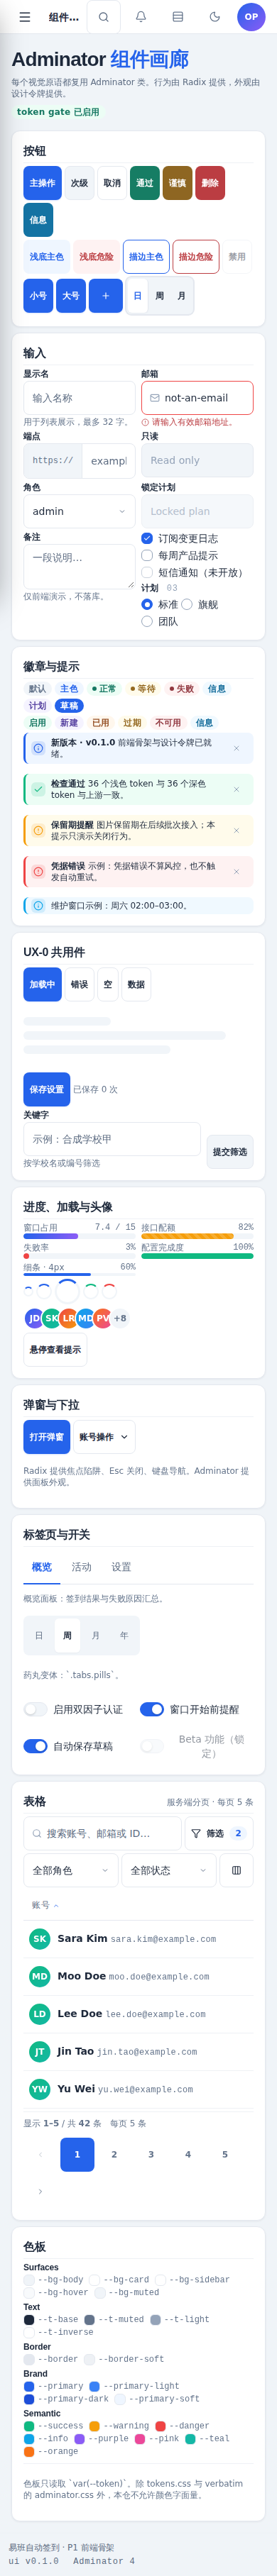 组件... OP
Adminator 组件画廊
每个视觉原语都复用 Adminator 类。行为由 Radix 提供，外观由
设计令牌提供。
token gate 已启用
按钮
主操作 次级 取消 通过 谨慎 删除
信息
浅底主色 浅底危险 描边主色 描边危险 禁用
小号 大号 + 日 周 月
输入
显示名 邮箱
输入名称 not-an-email
用于列表展示，最多 32 字。 请输入有效邮箱地址。
端点 只读
https:// exampl Read only
角色 锁定计划
admin Locked plan
备注 订阅变更日志
一段说明… 每周产品提示
短信通知（未开放）
仅前端演示，不落库。 计划 03
标准 旗舰
团队
徽章与提示
默认 主色 正常 等待 失败 信息
计划 草稿
启用 新建 已用 过期 不可用 信息
新版本 · v0.1.0 前端骨架与设计令牌已就
绪。
检查通过 36 个浅色 token 与 36 个深色
token 与上游一致。
保留期提醒 图片保留期在后续批次接入；本
提示只演示关闭行为。
凭据错误 示例：凭据错误不算风控，也不触
发自动重试。
维护窗口示例：周六 02:00–03:00。
UX-0 共用件
加载中 错误 空 数据
保存设置 已保存 0 次
关键字
示例：合成学校甲 提交筛选
按学校名或编号筛选
进度、加载与头像
窗口占用 7.4 / 15 接口配额 82%
失败率 3% 配置完成度 100%
细条 · 4px 60%
JD SK LR MD PV +8
悬停查看提示
弹窗与下拉
打开弹窗 账号操作
Radix 提供焦点陷阱、Esc 关闭、键盘导航。Adminator 提
供面板外观。
标签页与开关
概览 活动 设置
概览面板：签到结果与失败原因汇总。
日 周 月 年
药丸变体：`.tabs.pills`。
启用双因子认证 窗口开始前提醒
自动保存草稿 Beta 功能（锁
定）
表格 服务端分页 · 每页 5 条
搜索账号、邮箱或 ID… 筛选 2
全部角色 全部状态
账号
SK Sara Kim sara.kim@example.com
MD Moo Doe moo.doe@example.com
LD Lee Doe lee.doe@example.com
JT Jin Tao jin.tao@example.com
YW Yu Wei yu.wei@example.com
显示 1–5 / 共 42 条 每页 5 条
‹ 1 2 3 4 5
›
色板
Surfaces
--bg-body --bg-card --bg-sidebar
--bg-hover --bg-muted
Text
--t-base --t-muted --t-light
--t-inverse
Border
--border --border-soft
Brand
--primary --primary-light
--primary-dark --primary-soft
Semantic
--success --warning --danger
--info --purple --pink --teal
--orange
色板只读取 `var(--token)`。除 tokens.css 与 verbatim
的 adminator.css 外，本仓不允许颜色字面量。
易班自动签到 · P1 前端骨架
ui v0.1.0 Adminator 4